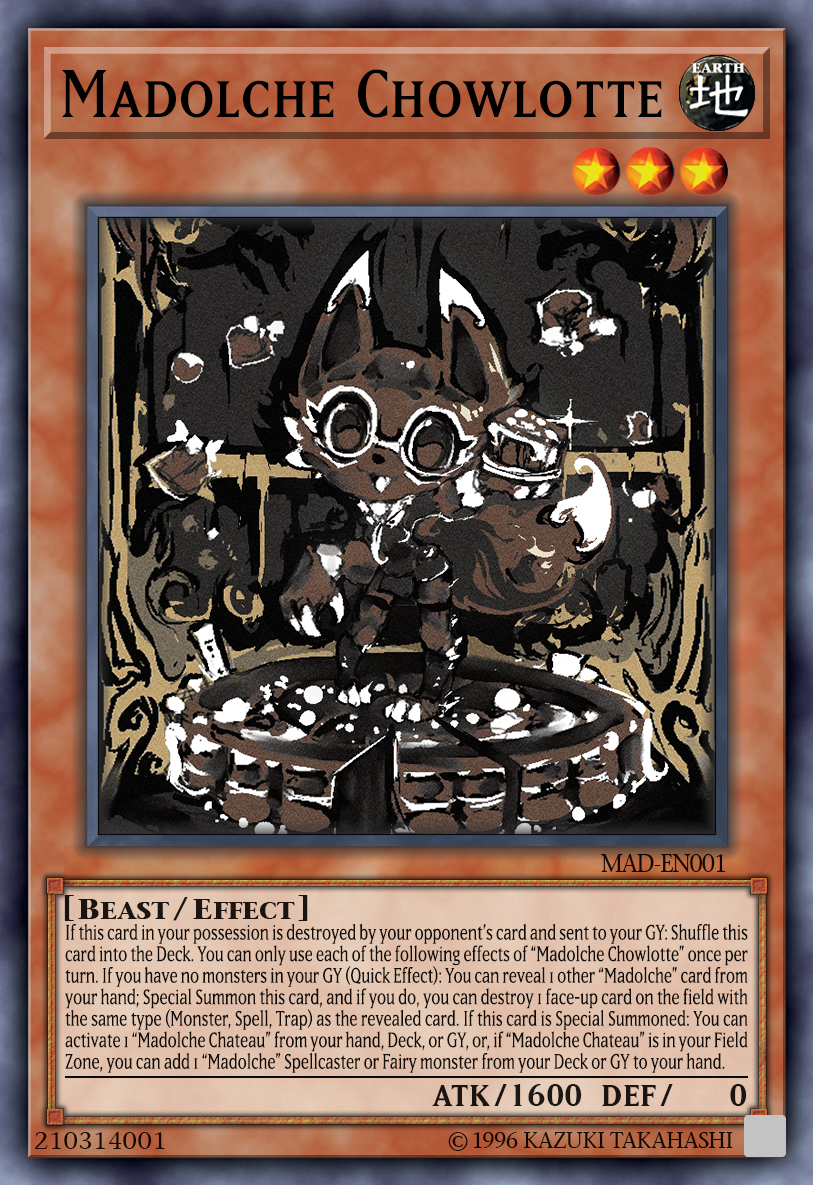 Madolche Chowlotte
EARTH
地
MAD-EN001
[Beast / Effect]
If this card in your possession is destroyed by your opponent's card and sent to your GY: Shuffle this
card into the Deck. You can only use each of the following effects of “Madolche Chowlotte” once per
turn. If you have no monsters in your GY (Quick Effect): You can reveal 1 other “Madolche” card from
your hand; Special Summon this card, and if you do, you can destroy 1 face-up card on the field with
the same type (Monster, Spell, Trap) as the revealed card. If this card is Special Summoned: You can
activate 1 “Madolche Chateau” from your hand, Deck, or GY, or, if “Madolche Chateau” is in your Field
Zone, you can add 1 “Madolche” Spellcaster or Fairy monster from your Deck or GY to your hand.
ATK / 1600 DEF / 0
210314001 © 1996 KAZUKI TAKAHASHI